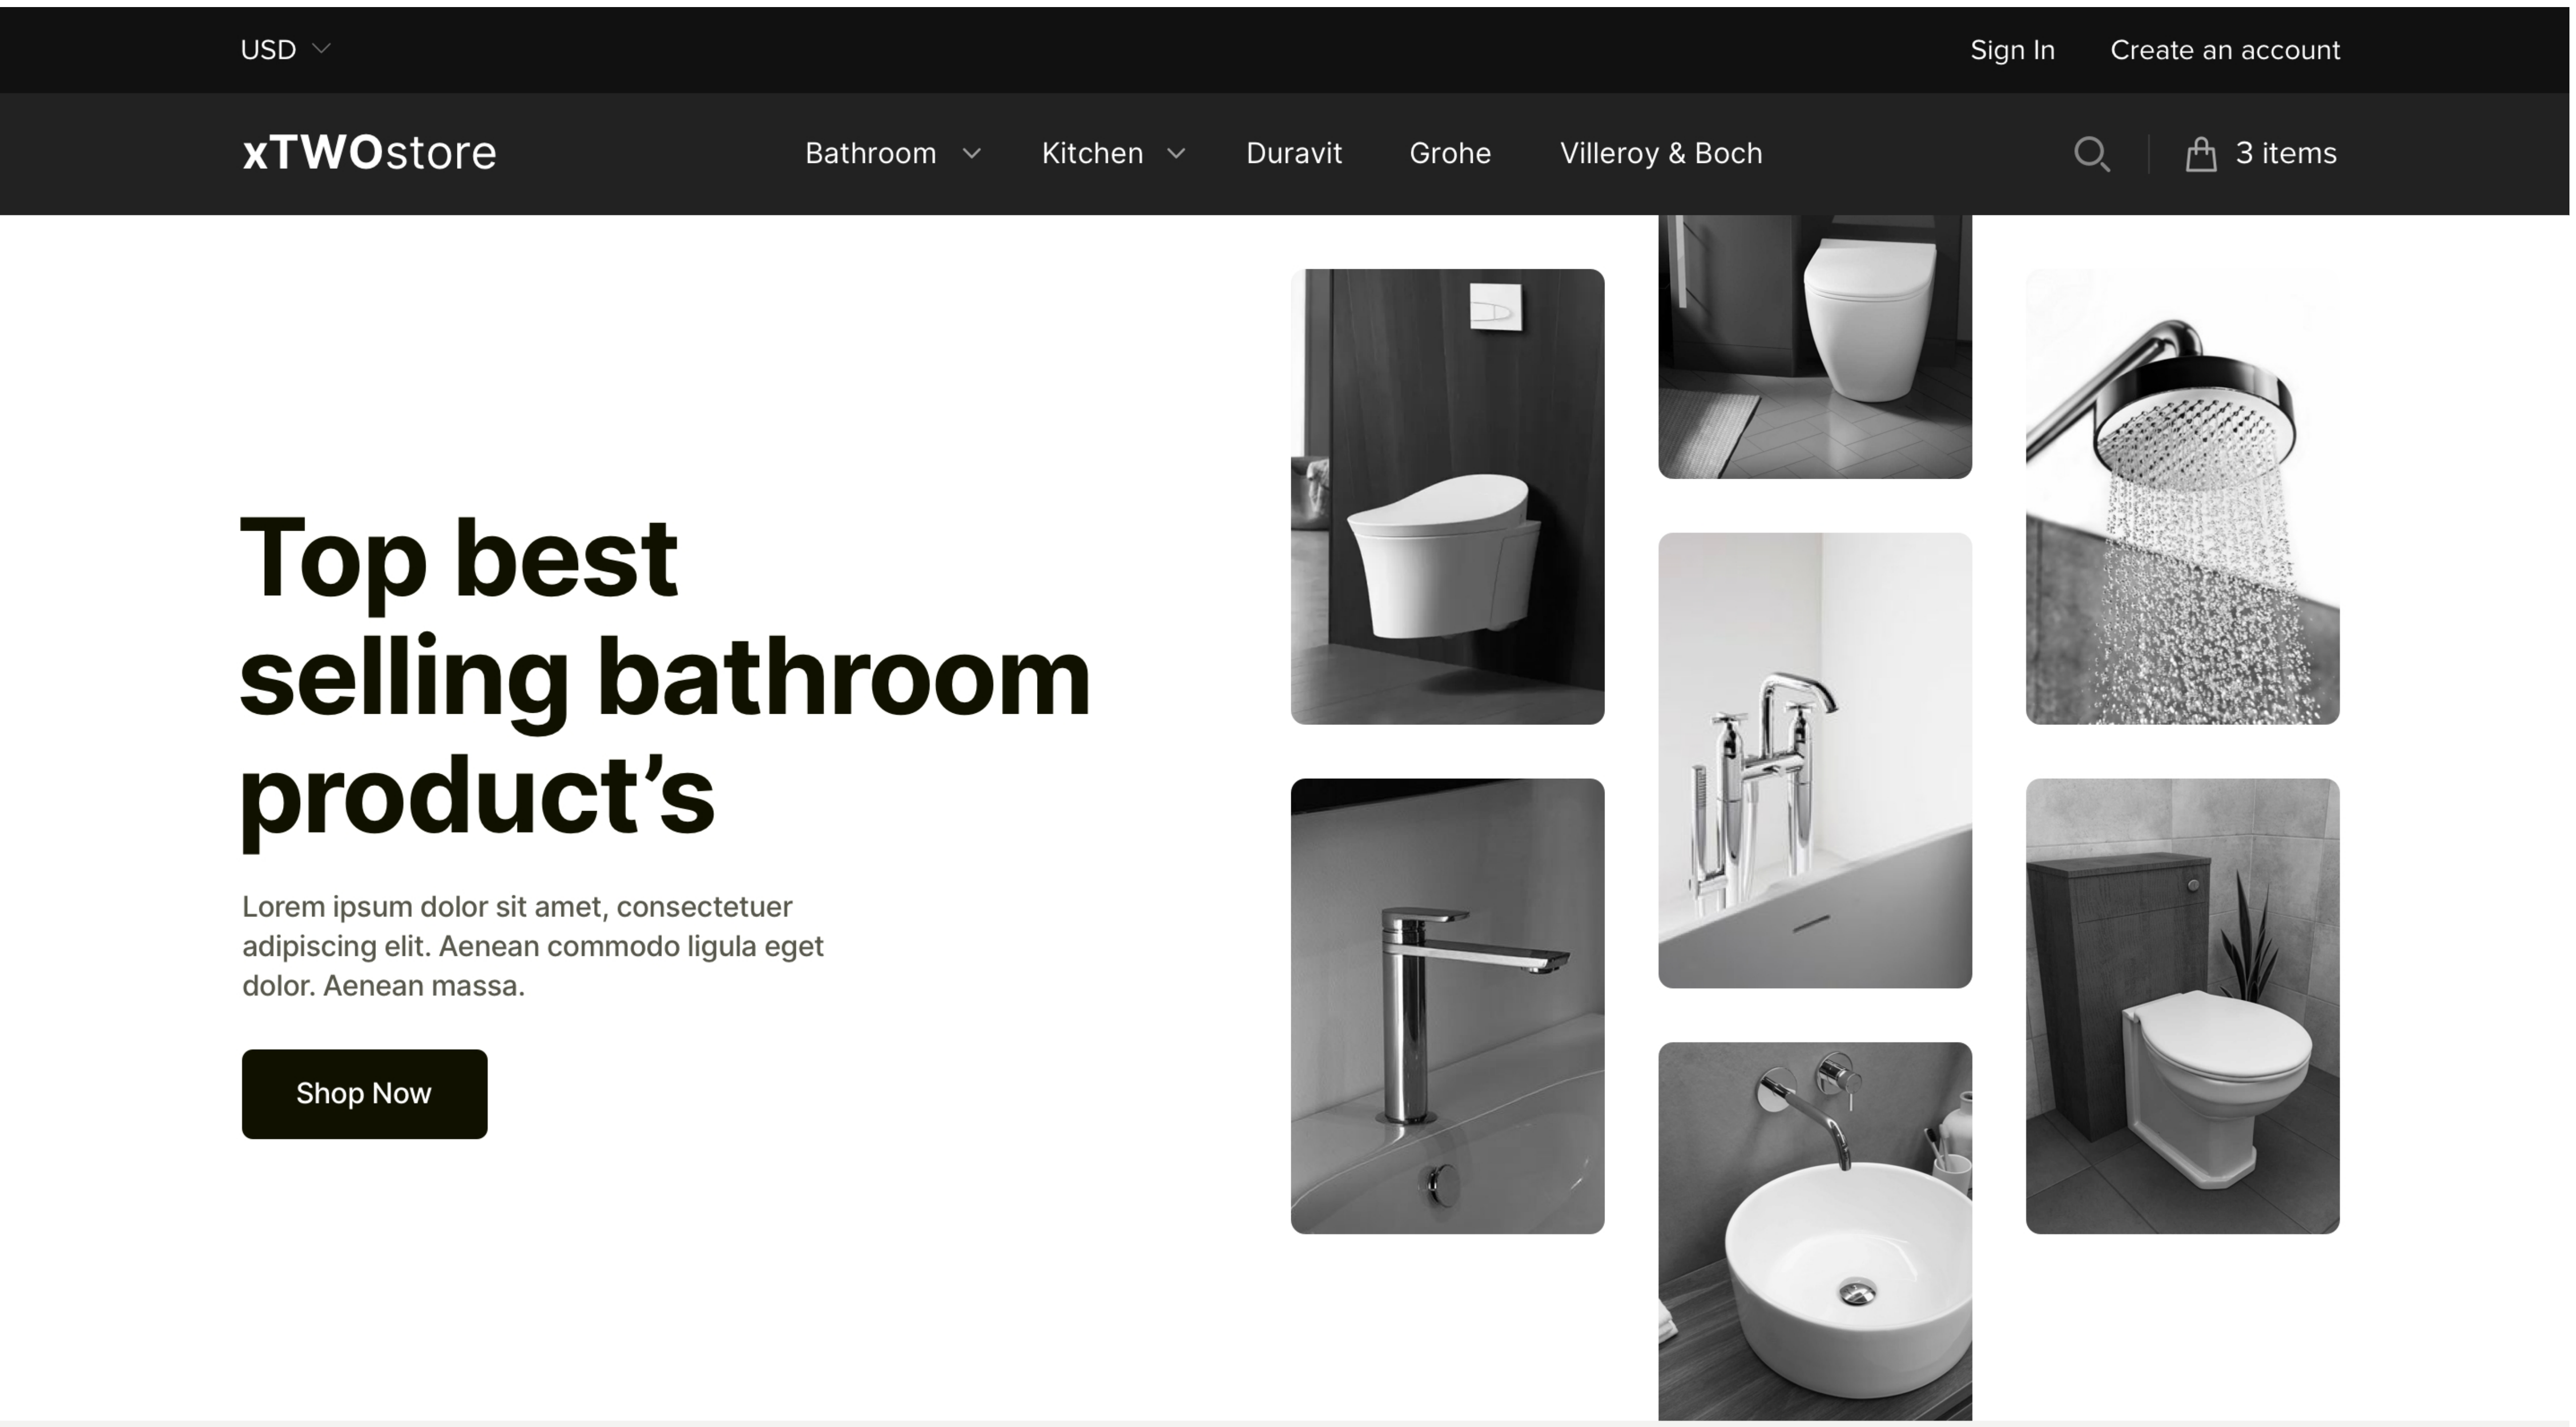 USD
Sign In
Create an account
xTWOstore
Bathroom
Kitchen
Duravit
Grohe
Villeroy & Boch
3 items
Top best
selling bathroom
product’s
Lorem ipsum dolor sit amet, consectetuer
adipiscing elit. Aenean commodo ligula eget
dolor. Aenean massa.
Shop Now